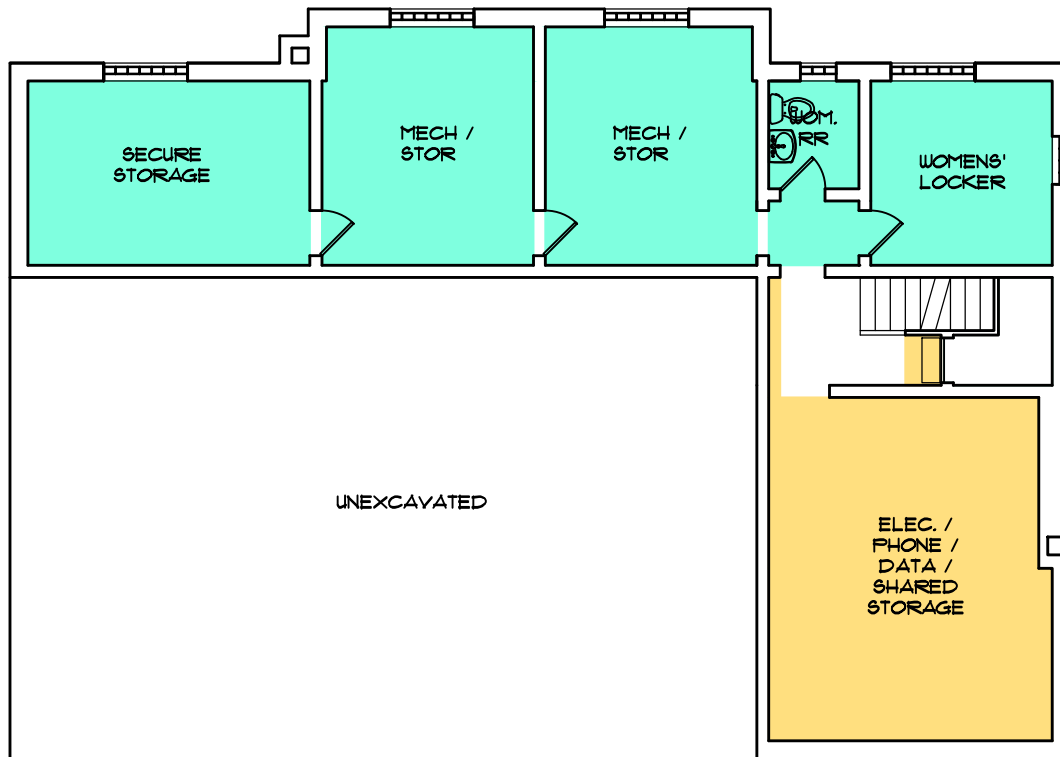 SECURE
STORAGE
MECH /
STOR
MECH /
STOR
WOM.
RR
WOMENS'
LOCKER
UNEXCAVATED
ELEC. /
PHONE /
DATA /
SHARED
STORAGE